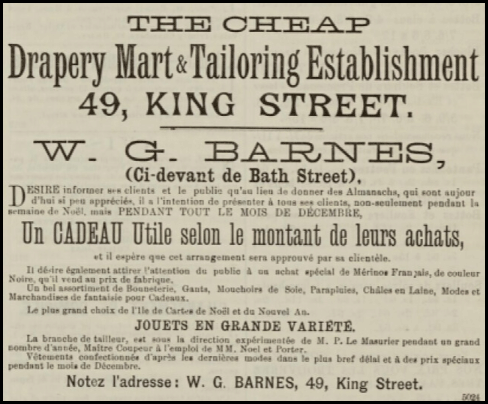 THE CHEAP
Drapery Mart & Tailoring Establishment
49, KING STREET.
W. G. BARNES,
(Ci-devant de Bath Street),
DESIRE informer ses clients et le public qu'au lieu de donner des Almanachs, qui sont aujour
d'hui si peu appréciés, il a l'intention de présenter à tous ses clients, non-seulement pendant la
semaine de Noël, mais PENDANT TOUT LE MOIS DE DÉCEMBRE,
Un CADEAU Utile selon le montant de leurs achats,
et il espère que cet arrangement sera approuvé par sa clientèle.
Il désire également attirer l'attention du public à un achat spécial de Mérinos Français, de couleur
Noire, qu'il vend au prix de fabrique.
Un bel assortiment de Bonneterie, Gants, Mouchoirs de Soie, Parapluies, Châles en Laine, Modes et
Marchandises de fantaisie pour Cadeaux.
Le plus grand choix de l'Ile de Cartes de Noël et du Nouvel An.
JOUETS EN GRANDE VARIÉTÉ.
La branche de tailleur, est sous la direction expérimentée de M. P. Le Masurier pendant un grand
nombre d'année, Maître Coupeur à l'emploi de MM. Noel et Porter.
Vêtements confectionnés d'après les dernières modes dans le plus bref délai et à des prix spéciaux
pendant le mois de Décembre.
Notez l'adresse: W. G. BARNES, 49, King Street.
5024